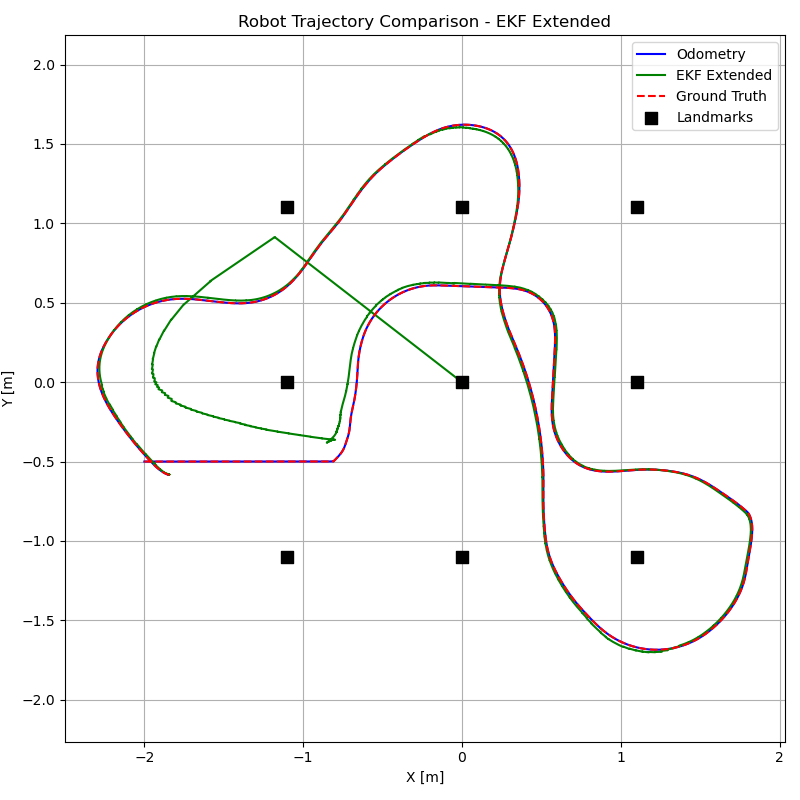 Robot Trajectory Comparison - EKF Extended
Odometry
EKF Extended
Ground Truth
Landmarks
2.0
1.5
1.0
0.5
0.0
−0.5
−1.0
−1.5
−2.0
Y [m]
−2
−1
0
1
2
X [m]